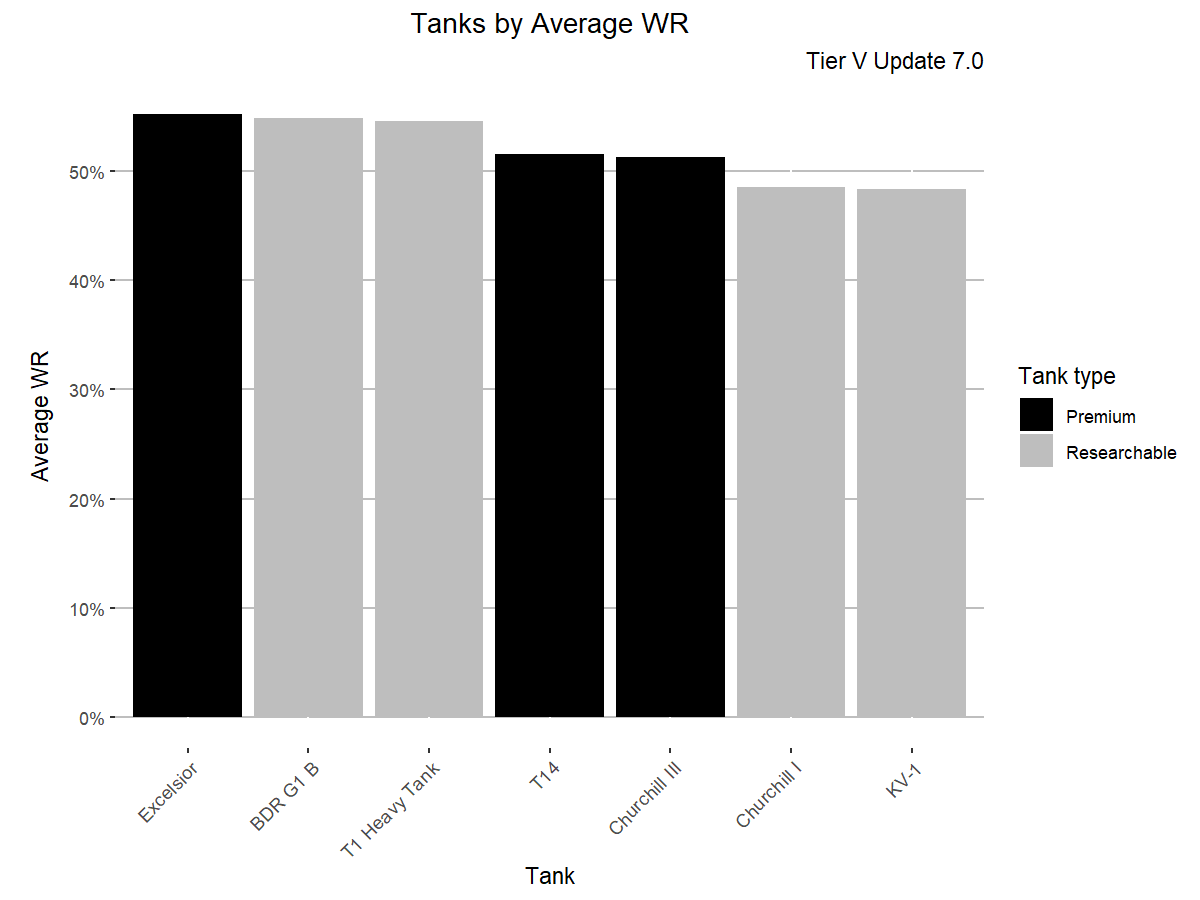 Tanks by Average WR
Tier V Update 7.0
Average WR
50%
40%
30%
20%
10%
0%
Excelsior
BDR G1 B
T1 Heavy Tank
T14
Churchill III
Churchill I
KV-1
Tank
Tank type
Premium
Researchable